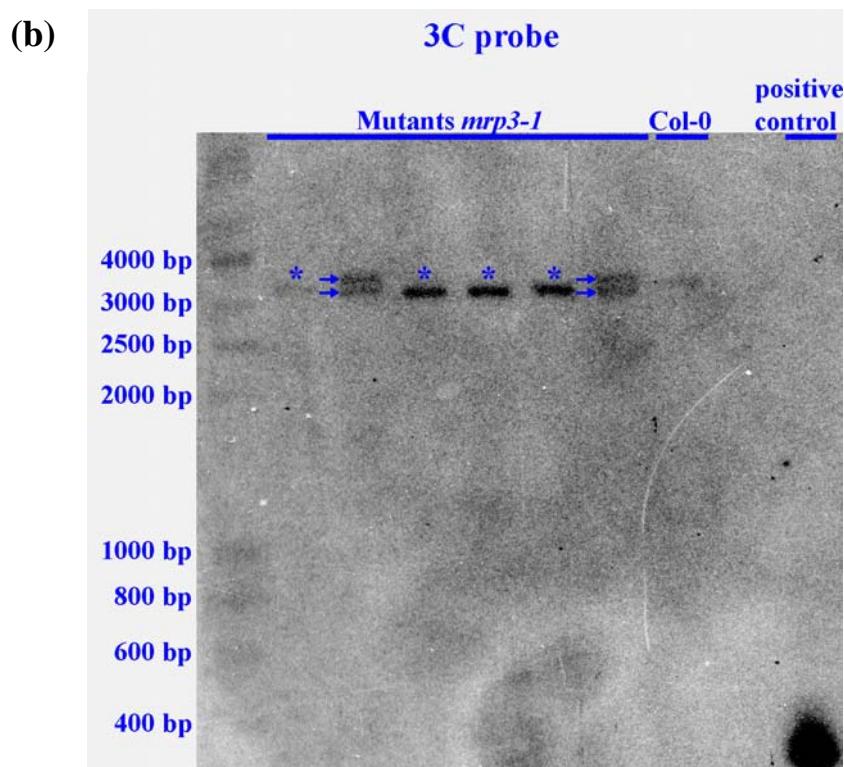 (b)
3C probe
Mutants mrp3-1
Col-0
positive
control
4000 bp
* * * *
3000 bp
2500 bp
2000 bp
1000 bp
800 bp
600 bp
400 bp